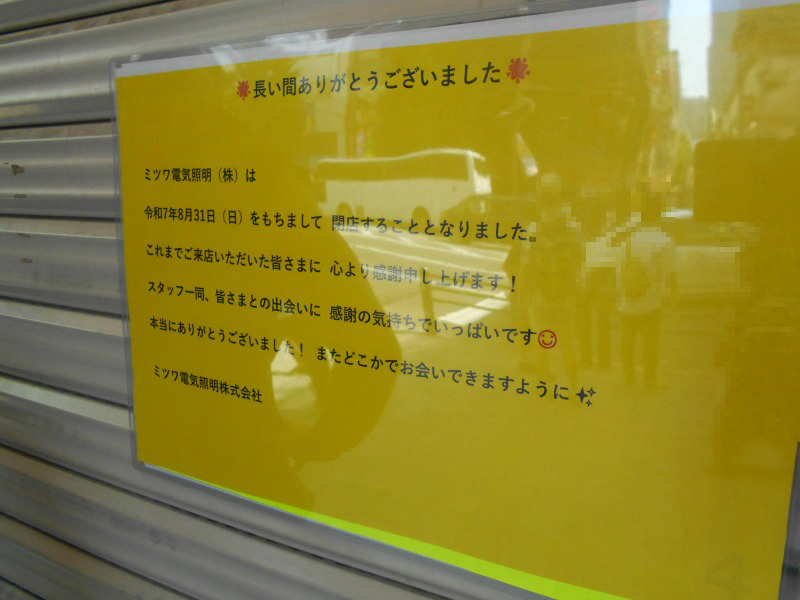 長い間ありがとうございました
ミツワ電気照明（株）は
令和7年8月31日（日）をもちまして 閉店することとなりました。
これまでご来店いただいた皆さまに 心より感謝申し上げます！
スタッフ一同、皆さまとの出会いに 感謝の気持ちでいっぱいです
本当にありがとうございました！ またどこかでお会いできますように
ミツワ電気照明株式会社